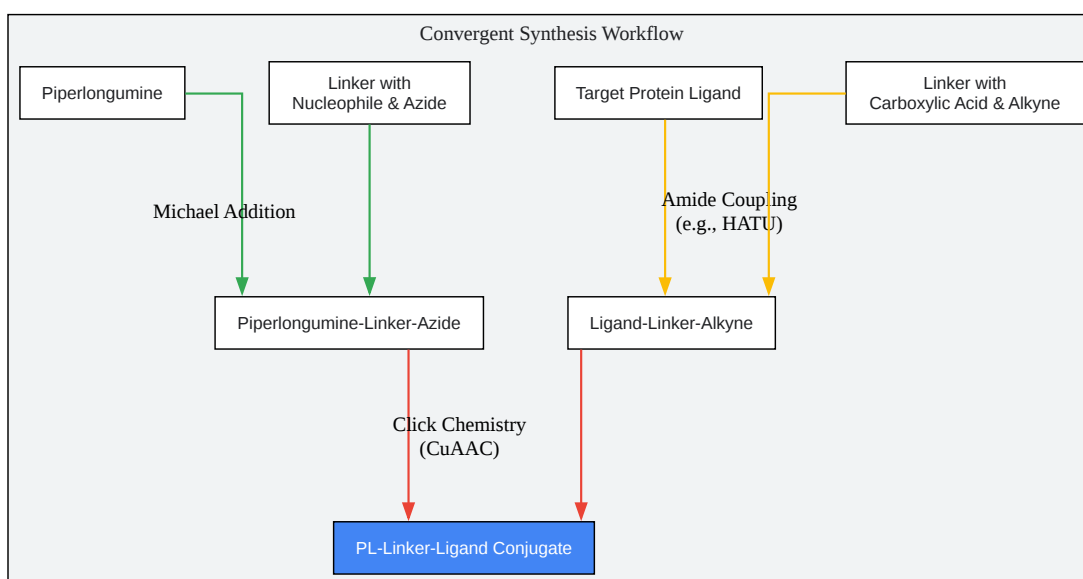 Convergent Synthesis Workflow
Piperlongumine
Linker with
Nucleophile & Azide
Target Protein Ligand
Linker with
Carboxylic Acid & Alkyne
Michael Addition
Amide Coupling
(e.g., HATU)
Piperlongumine-Linker-Azide
Ligand-Linker-Alkyne
Click Chemistry
(CuAAC)
PL-Linker-Ligand Conjugate